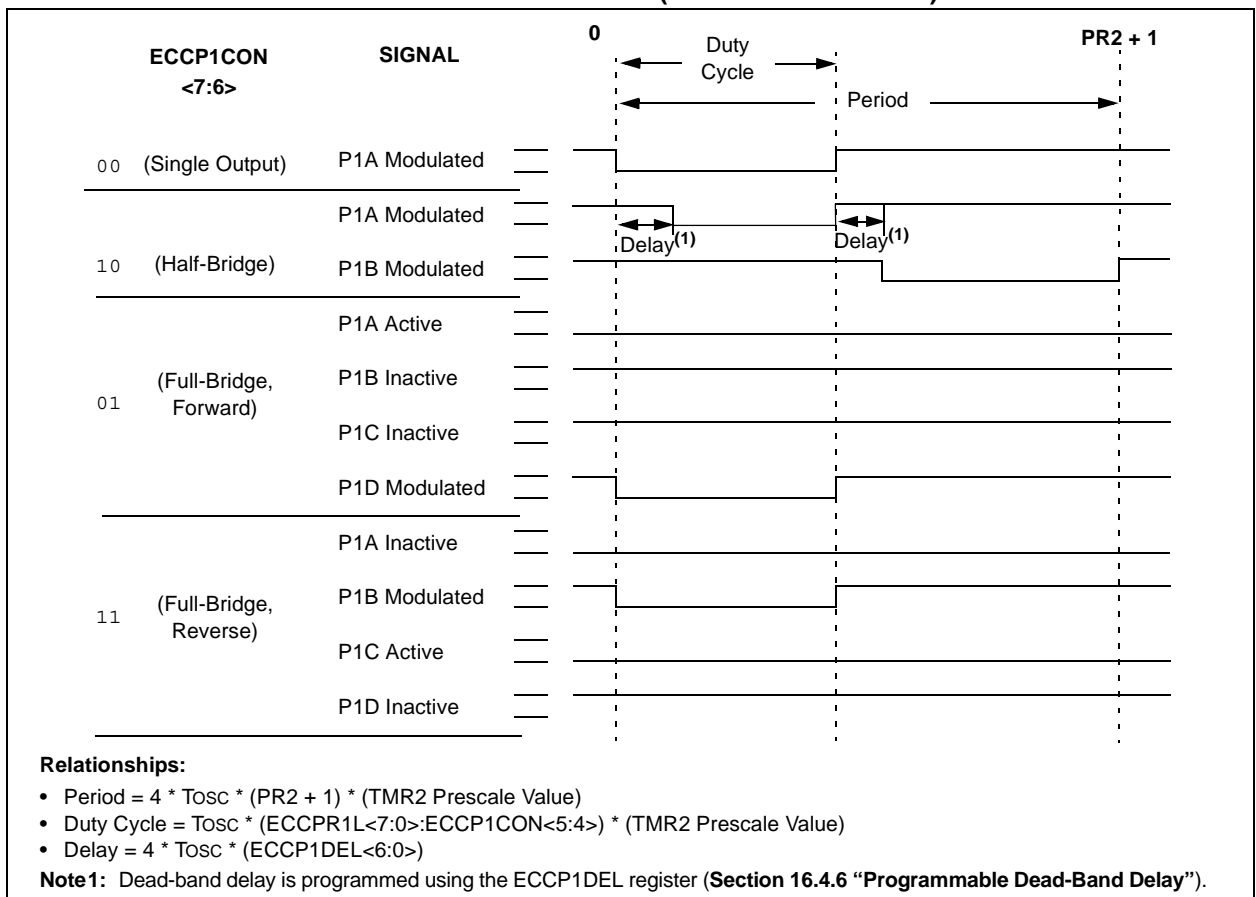 0
Duty
Cycle
PR2 + 1
ECCP1CON
<7:6>
SIGNAL
Period
00 (Single Output) P1A Modulated
P1A Modulated
Delay(1) Delay(1)
10 (Half-Bridge) P1B Modulated
P1A Active
(Full-Bridge,
Forward)
P1B Inactive
01
P1C Inactive
P1D Modulated
P1A Inactive
(Full-Bridge,
Reverse)
P1B Modulated
11
P1C Active
P1D Inactive
Relationships:
• Period = 4 * TOSC * (PR2 + 1) * (TMR2 Prescale Value)
• Duty Cycle = TOSC * (ECCPR1L<7:0>:ECCP1CON<5:4>) * (TMR2 Prescale Value)
• Delay = 4 * TOSC * (ECCP1DEL<6:0>)
Note1: Dead-band delay is programmed using the ECCP1DEL register (Section 16.4.6 “Programmable Dead-Band Delay”).